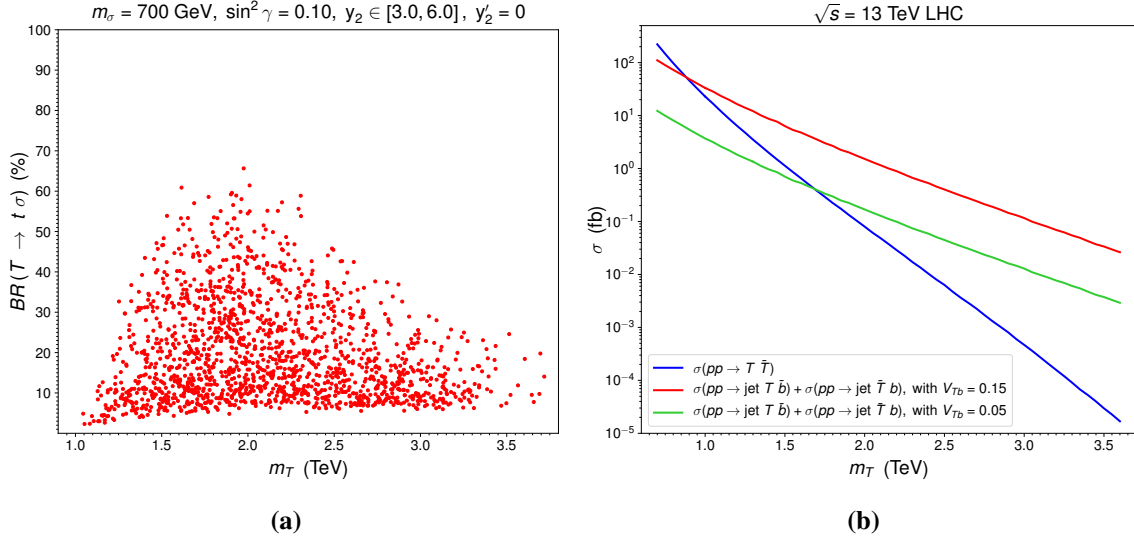 m_σ = 700 GeV, sin² γ = 0.10, y₂ ∈ [3.0, 6.0], y′₂ = 0
BR(T → t σ) (%)
100
90
80
70
60
50
40
30
20
10
1.0 1.5 2.0 2.5 3.0 3.5
m_T (TeV)
(a)
√s = 13 TeV LHC
σ (fb)
10²
10¹
10⁰
10⁻¹
10⁻²
10⁻³
10⁻⁴
10⁻⁵
σ(pp → T T̄)
σ(pp → jet T b̄) + σ(pp → jet T̄ b), with V_Tb = 0.15
σ(pp → jet T b̄) + σ(pp → jet T̄ b), with V_Tb = 0.05
1.0 1.5 2.0 2.5 3.0 3.5
m_T (TeV)
(b)